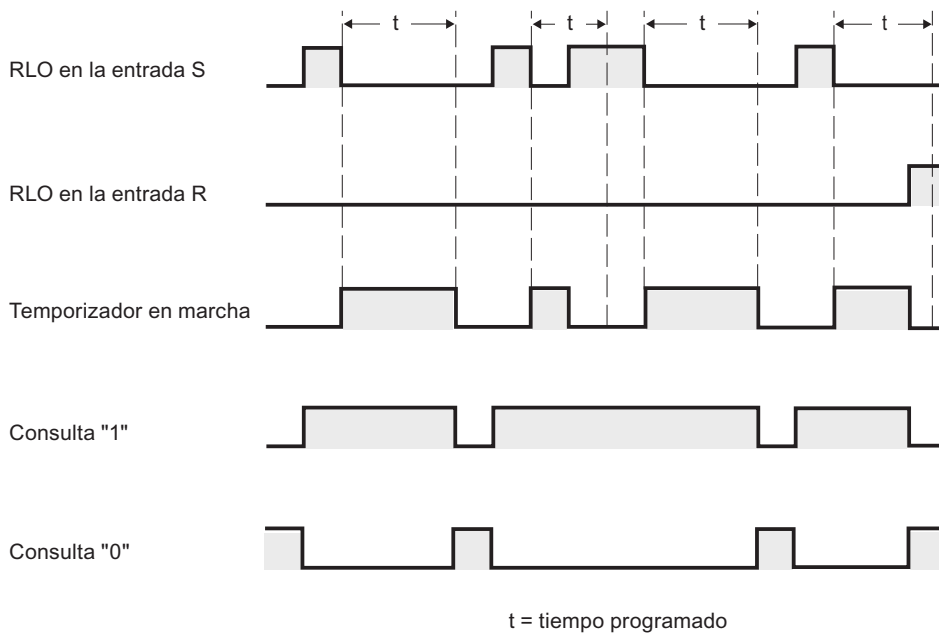 t t t t
RLO en la entrada S
RLO en la entrada R
Temporizador en marcha
Consulta "1"
Consulta "0"
t = tiempo programado